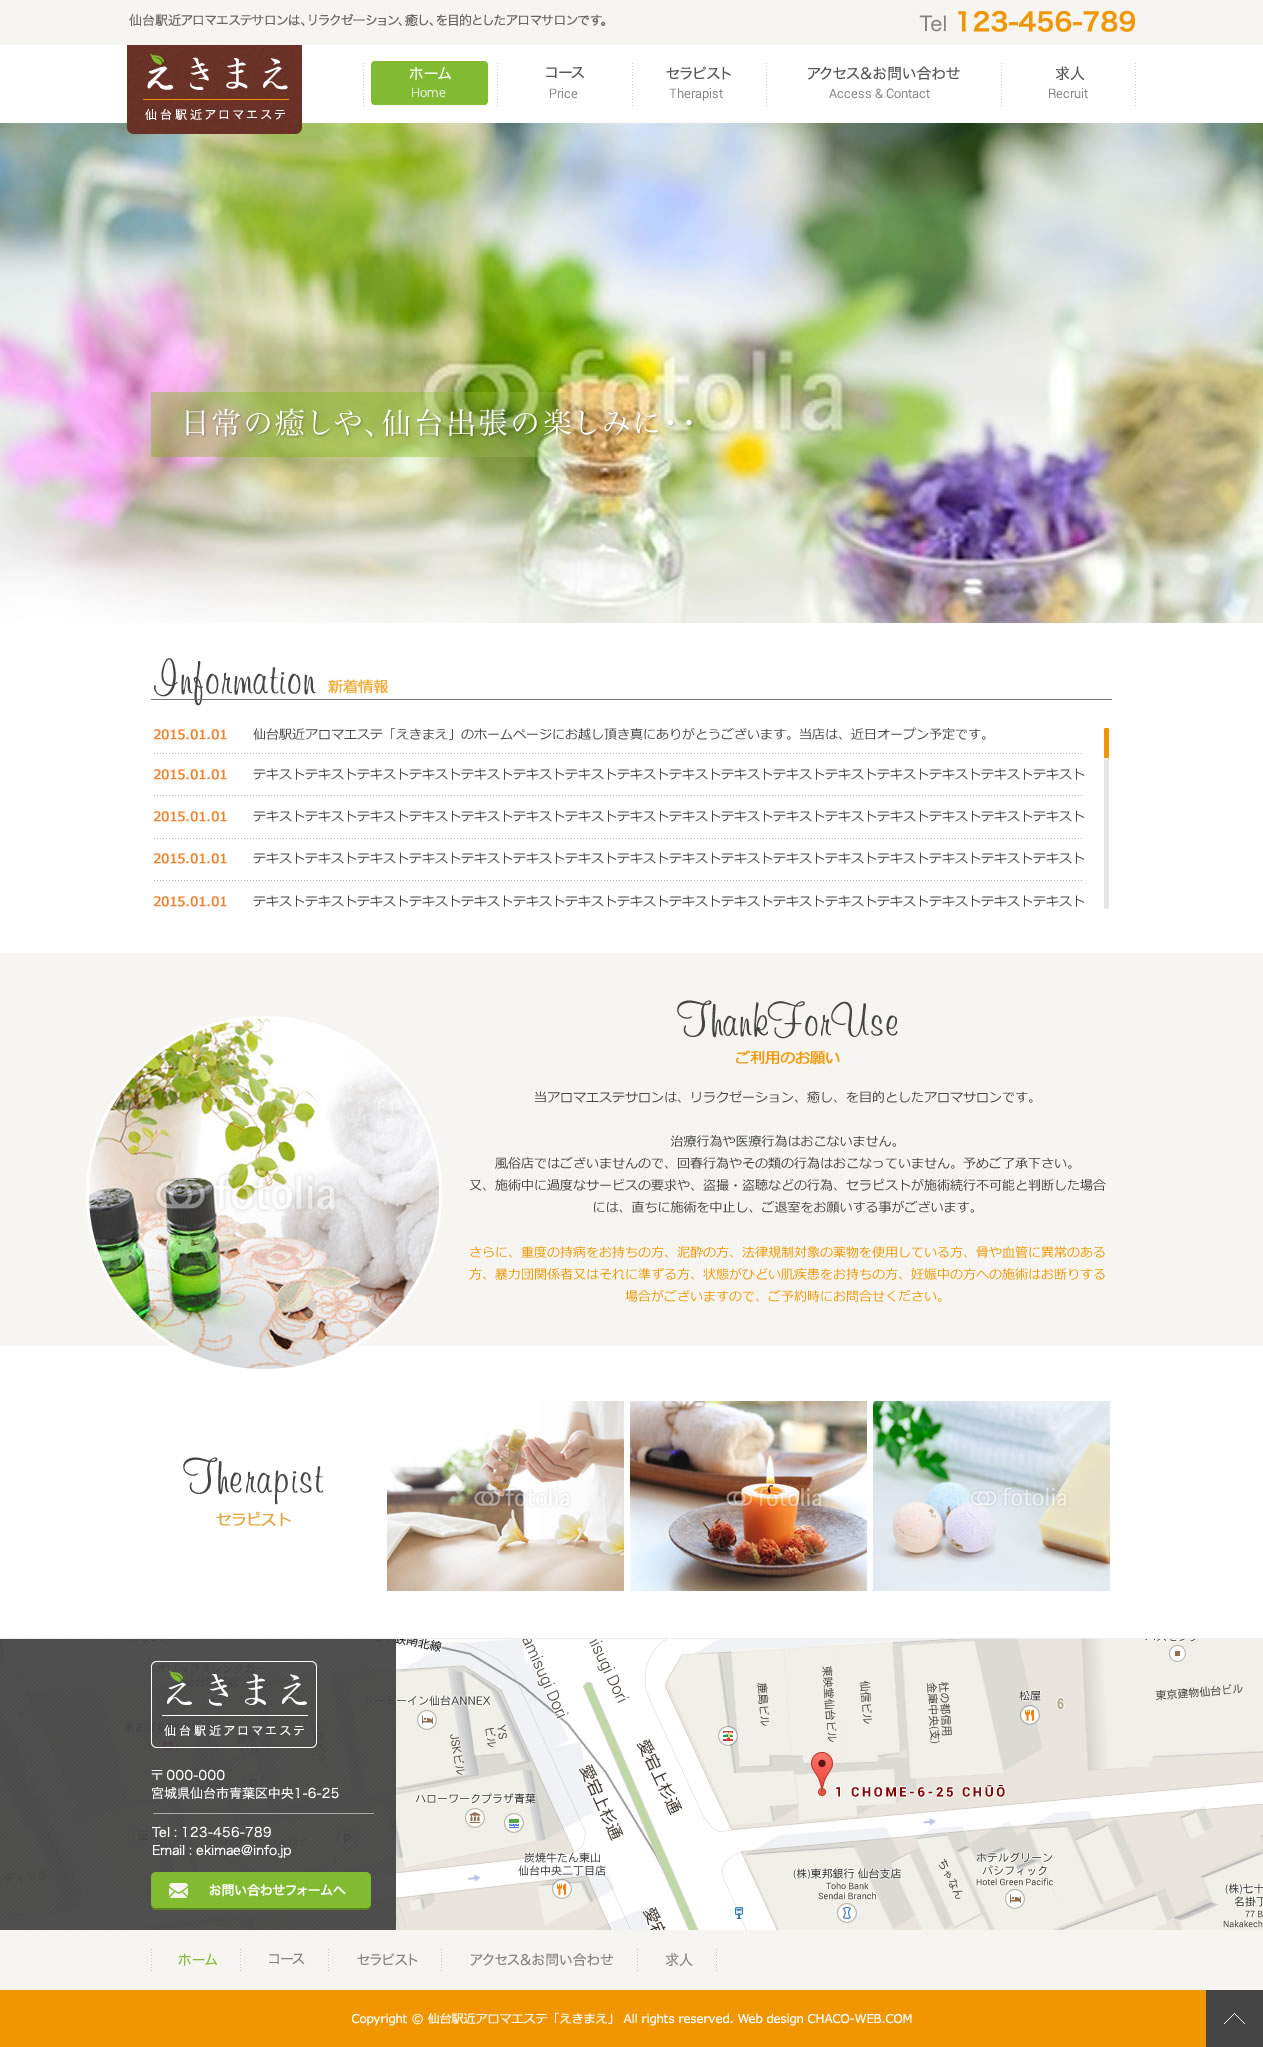 仙台駅近アロマエステサロンは、リラクゼーション、癒し、を目的としたアロマサロンです。
Tel 123-456-789
えきまえ
仙台駅近アロマエステ
ホーム
Home
コース
Price
セラピスト
Therapist
アクセス&お問い合わせ
Access & Contact
求人
Recruit
fotolia
日常の癒しや、仙台出張の楽しみに・・
Information 新着情報
2015.01.01 仙台駅近アロマエステ「えきまえ」のホームページにお越し頂き真にありがとうございます。当店は、近日オープン予定です。
2015.01.01 テキストテキストテキストテキストテキストテキストテキストテキストテキストテキストテキストテキストテキストテキストテキストテキスト
2015.01.01 テキストテキストテキストテキストテキストテキストテキストテキストテキストテキストテキストテキストテキストテキストテキストテキスト
2015.01.01 テキストテキストテキストテキストテキストテキストテキストテキストテキストテキストテキストテキストテキストテキストテキストテキスト
2015.01.01 テキストテキストテキストテキストテキストテキストテキストテキストテキストテキストテキストテキストテキストテキストテキストテキスト
ThankForUse
ご利用のお願い
当アロマエステサロンは、リラクゼーション、癒し、を目的としたアロマサロンです。
治療行為や医療行為はおこないません。
風俗店ではございませんので、回春行為やその類の行為はおこなっていません。予めご了承下さい。
又、施術中に過度なサービスの要求や、盗撮・盗聴などの行為、セラピストが施術続行不可能と判断した場合
には、直ちに施術を中止し、ご退室をお願いする事がございます。
さらに、重度の持病をお持ちの方、泥酔の方、法律規制対象の薬物を使用している方、骨や血管に異常のある
方、暴力団関係者又はそれに準ずる方、状態がひどい肌疾患をお持ちの方、妊娠中の方への施術はお断りする
場合がございますので、ご予約時にお問合せください。
fotolia
Therapist
セラピスト
fotolia
fotolia
fotolia
えきまえ
仙台駅近アロマエステ
〒000-000
宮城県仙台市青葉区中央1-6-25
Tel : 123-456-789
Email : ekimae@info.jp
お問い合わせフォームへ
南北線
ドーミーイン仙台ANNEX
YS
ビル
JSKビル
ハローワークプラザ青葉
炭焼牛たん東山
仙台中央二丁目店
amisugi Dori
misugi Dori
愛宕上杉通
愛宕上杉通
愛宕
鹿島ビル
東映堂仙台ビル
仙信ビル
杜の都信用
金庫中央(支)
松屋
6
東京建物仙台ビル
1 CHOME-6-25 CHŪŌ
(株)東邦銀行 仙台支店
Toho Bank
Sendai Branch
ちゃなん
ホテルグリーン
パシフィック
Hotel Green Pacific
(株)七十
名掛丁
77 B
Nakakech
ホーム
コース
セラピスト
アクセス&お問い合わせ
求人
Copyright © 仙台駅近アロマエステ「えきまえ」 All rights reserved. Web design CHACO-WEB.COM